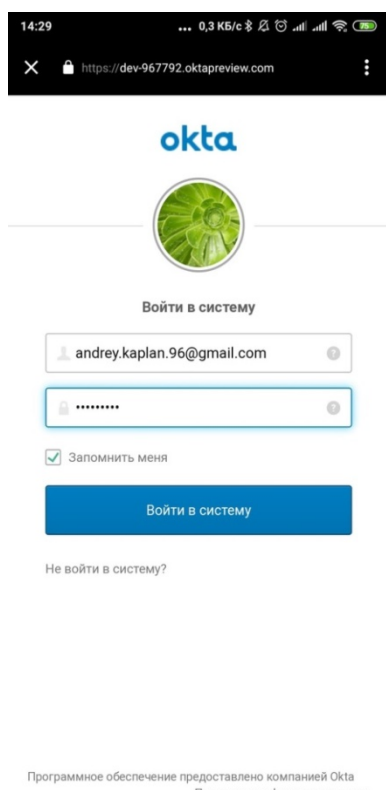 14:29 ... 0,3 КБ/с 75
https://dev-967792.oktapreview.com
okta
Войти в систему
andrey.kaplan.96@gmail.com
•••••••••
Запомнить меня
Войти в систему
Не войти в систему?
Программное обеспечение предоставлено компанией Okta